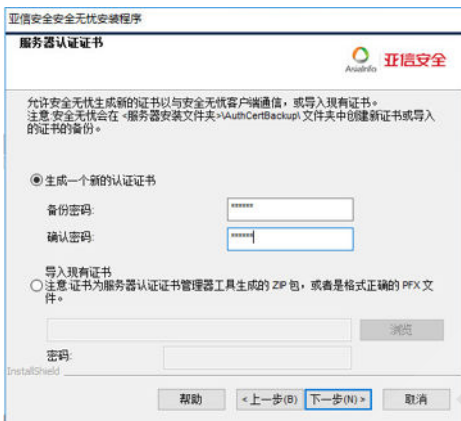 亚信安全安全无忧安装程序
服务器认证证书
AsiaInfo 亚信安全
允许安全无忧生成新的证书以与安全无忧客户端通信，或导入现有证书。
注意:安全无忧会在 <服务器安装文件夹>\AuthCertBackup\ 文件夹中创建新证书或导入
的证书的备份。
生成一个新的认证证书
备份密码: ******
确认密码: ******
导入现有证书
注意:证书为服务器认证证书管理器工具生成的 ZIP 包，或者是格式正确的 PFX 文
件。
浏览
密码:
InstallShield
帮助 <上一步(B) 下一步(N)> 取消